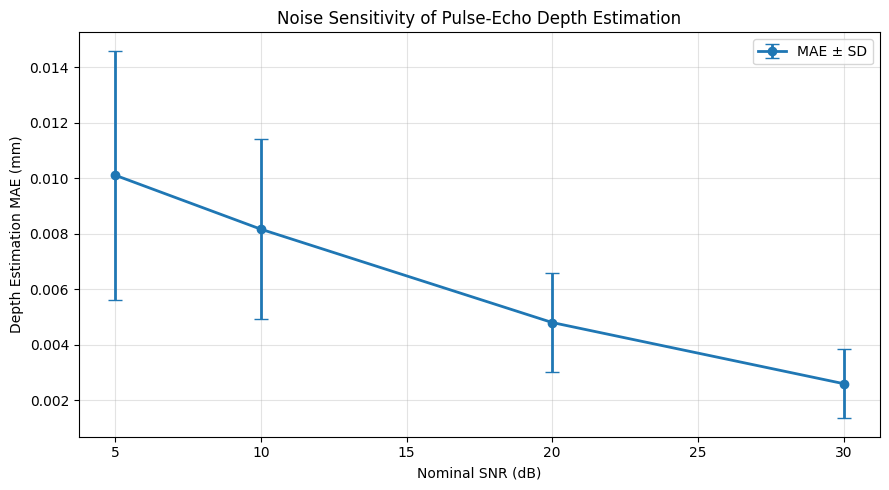 Noise Sensitivity of Pulse-Echo Depth Estimation
MAE ± SD
Depth Estimation MAE (mm)
0.014
0.012
0.010
0.008
0.006
0.004
0.002
5 10 15 20 25 30
Nominal SNR (dB)